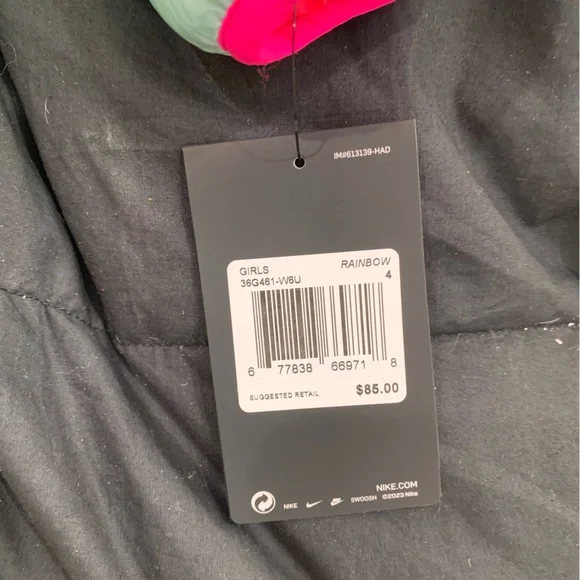 IM#613139-HAD
GIRLS RAINBOW
36G461-W6U 4
6 77838 66971 8
SUGGESTED RETAIL $85.00
NIKE.COM
NIKE SWOOSH ©2023 Nike